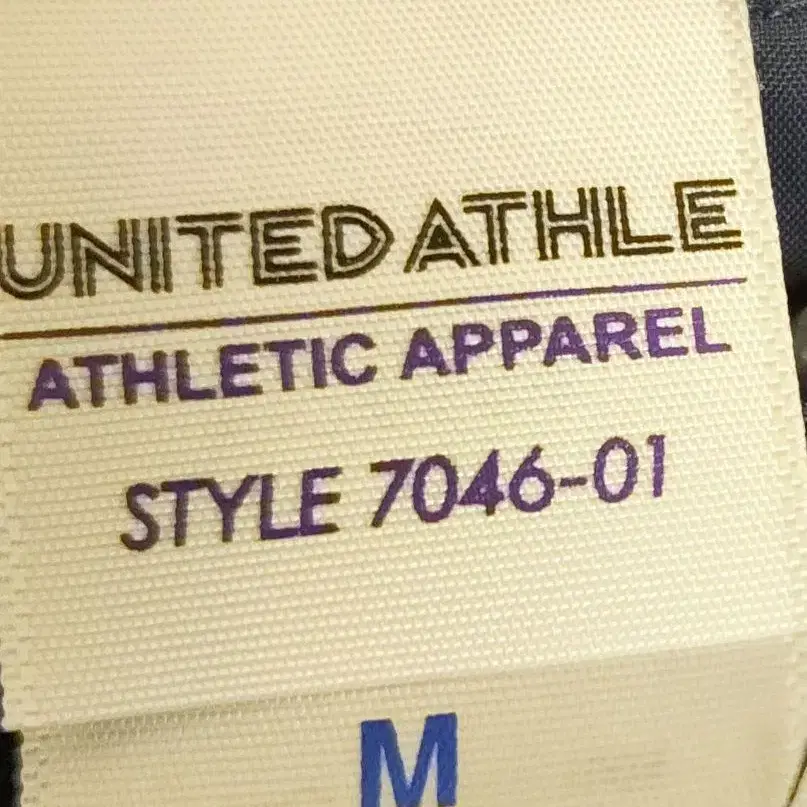 UNITED ATHLE
ATHLETIC APPAREL
STYLE 7046-01
M